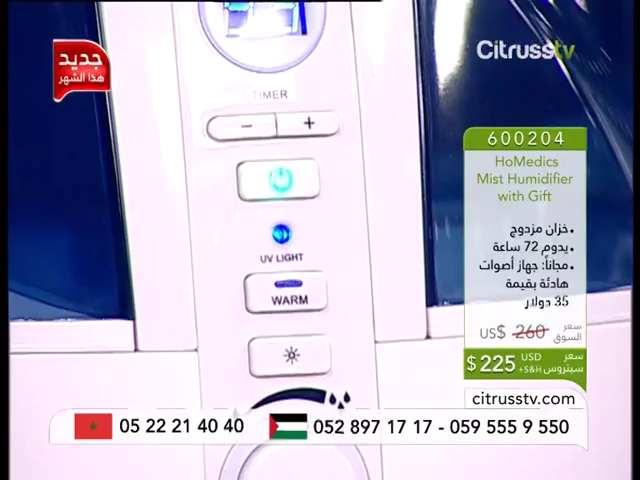 جديد
هذا الشهر
Citrusstv
TIMER
− +
UV LIGHT
WARM
600204
HoMedics
Mist Humidifier
with Gift
•خزان مزدوج
•يدوم 72 ساعة
•مجاناً: جهاز أصوات
هادئة بقيمة
35 دولار
US$ 260 سعر السوق
$ 225 USD +S&H سعر سيتروس
citrusstv.com
05 22 21 40 40 052 897 17 17 - 059 555 9 550